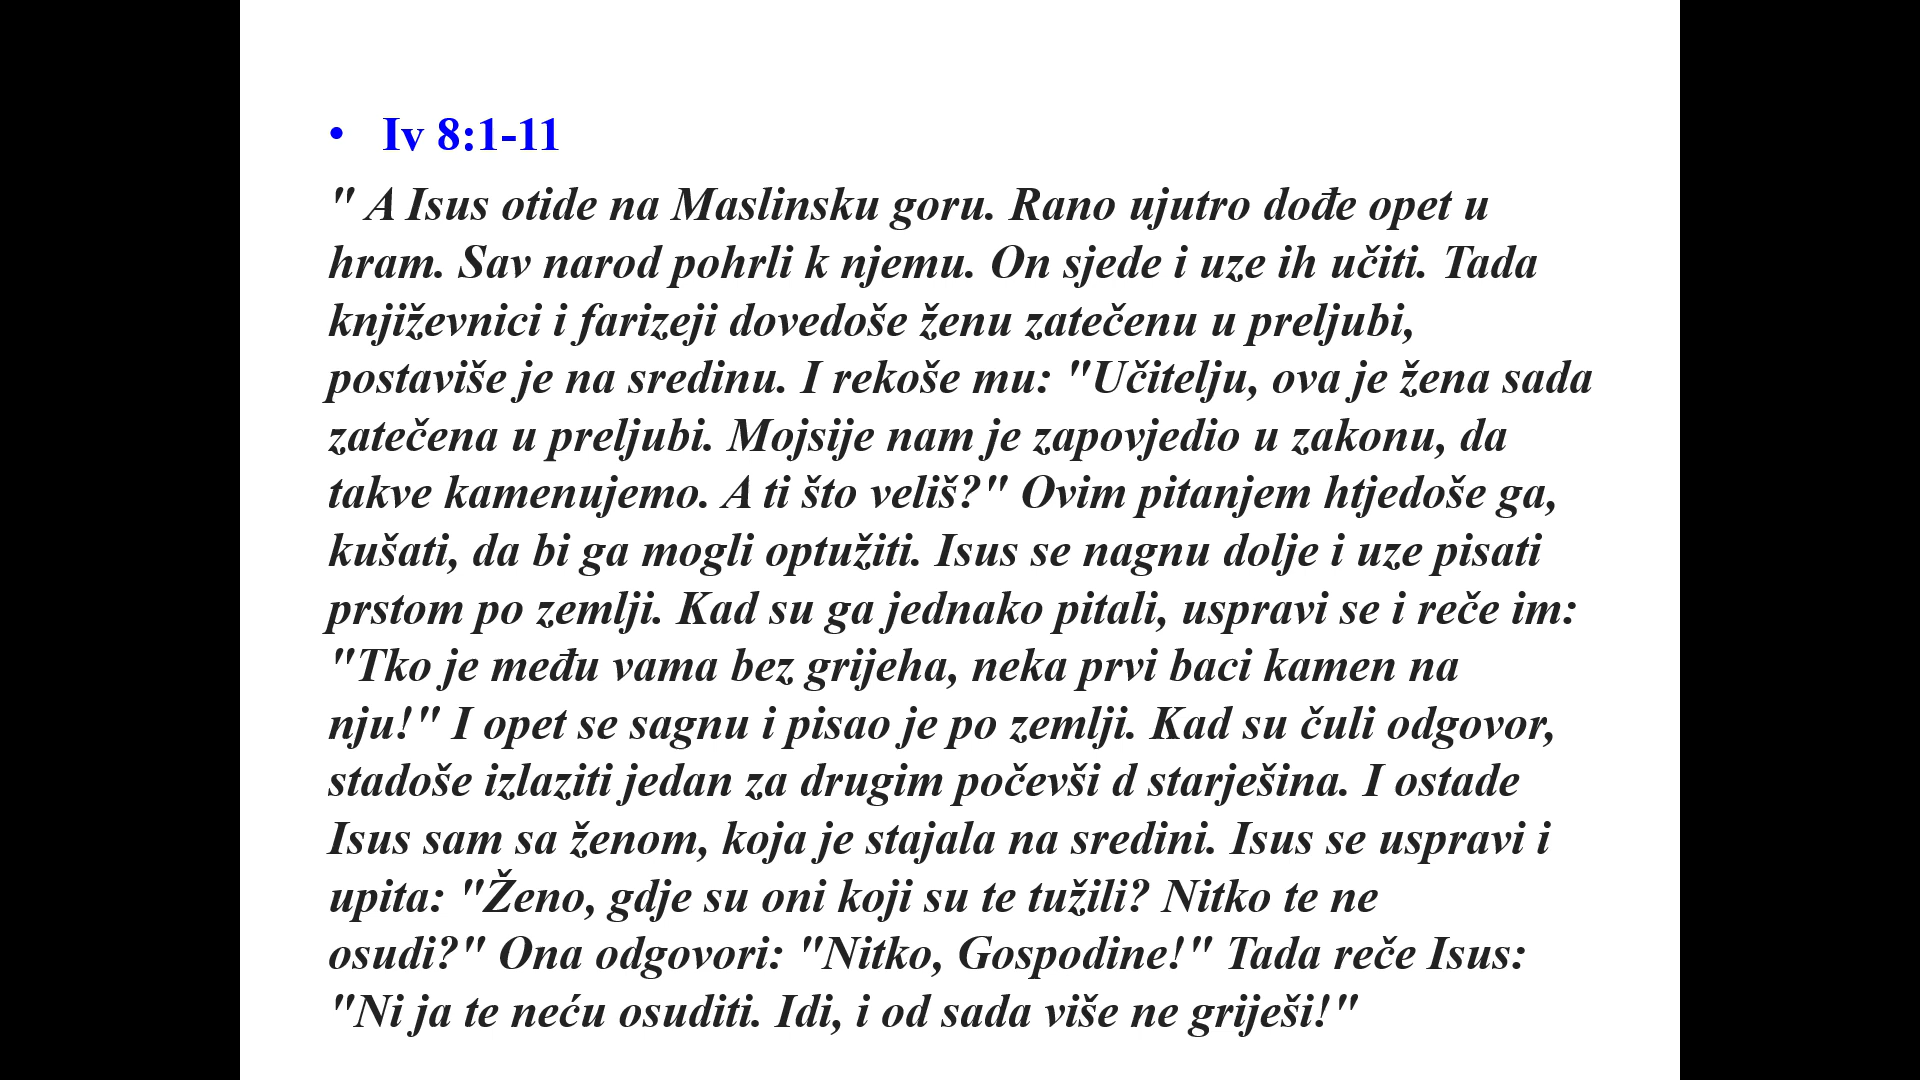 • Iv 8:1-11
" A Isus otide na Maslinsku goru. Rano ujutro dođe opet u
hram. Sav narod pohrli k njemu. On sjede i uze ih učiti. Tada
književnici i farizeji dovedoše ženu zatečenu u preljubi,
postaviše je na sredinu. I rekoše mu: "Učitelju, ova je žena sada
zatečena u preljubi. Mojsije nam je zapovjedio u zakonu, da
takve kamenujemo. A ti što veliš?" Ovim pitanjem htjedoše ga,
kušati, da bi ga mogli optužiti. Isus se nagnu dolje i uze pisati
prstom po zemlji. Kad su ga jednako pitali, uspravi se i reče im:
"Tko je među vama bez grijeha, neka prvi baci kamen na
nju!" I opet se sagnu i pisao je po zemlji. Kad su čuli odgovor,
stadoše izlaziti jedan za drugim počevši d starješina. I ostade
Isus sam sa ženom, koja je stajala na sredini. Isus se uspravi i
upita: "Ženo, gdje su oni koji su te tužili? Nitko te ne
osudi?" Ona odgovori: "Nitko, Gospodine!" Tada reče Isus:
"Ni ja te neću osuditi. Idi, i od sada više ne griješi!"